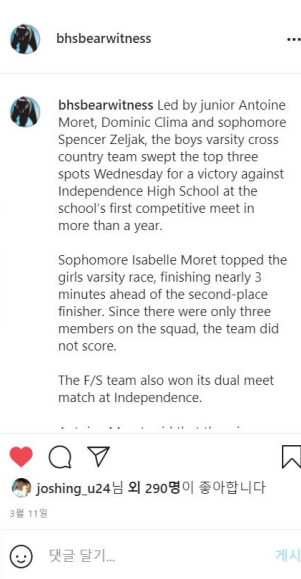 bhsbearwitness
bhsbearwitness Led by junior Antoine
Moret, Dominic Clima and sophomore
Spencer Zeljak, the boys varsity cross
country team swept the top three
spots Wednesday for a victory against
Independence High School at the
school's first competitive meet in
more than a year.
Sophomore Isabelle Moret topped the
girls varsity race, finishing nearly 3
minutes ahead of the second-place
finisher. Since there were only three
members on the squad, the team did
not score.
The F/S team also won its dual meet
match at Independence.
joshing_u24님 외 290명이 좋아합니다
3월 11일
댓글 달기...
게시